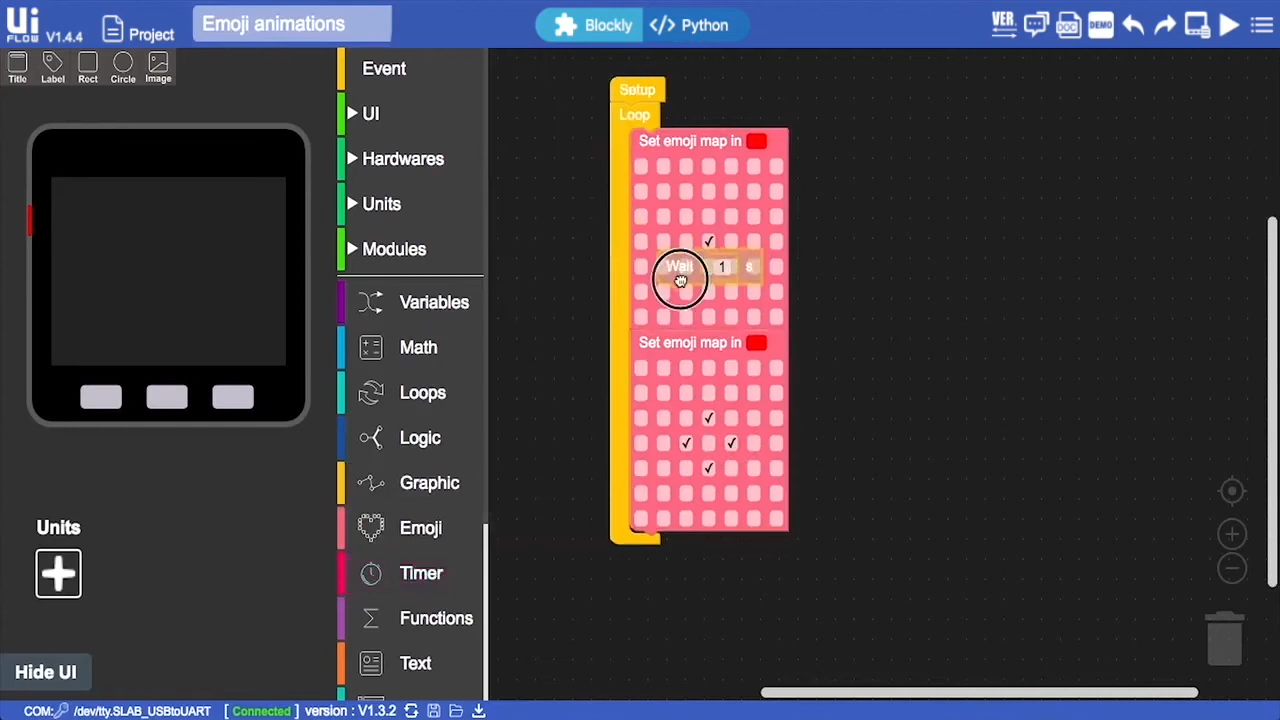 Ui
FLOW V1.4.4
Project
Emoji animations
Blockly
</> Python
VER.
DOC
DEMO
Title
Label
Rect
Circle
Image
Event
UI
Hardwares
Units
Modules
Variables
Math
Loops
Logic
Graphic
Emoji
Timer
Functions
Text
Setup
Loop
Set emoji map in
Wait 1 s
Set emoji map in
Units
Hide UI
COM: /dev/tty.SLAB_USBtoUART [ Connected ] version : V1.3.2